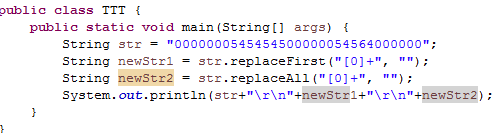 public class TTT {
public static void main(String[] args) {
String str = "0000000545454500000054564000000";
String newStr1 = str.replaceFirst("[0]+", "");
String newStr2 = str.replaceAll("[0]+", "");
System.out.println(str+"\r\n"+newStr1+"\r\n"+newStr2);
}
}